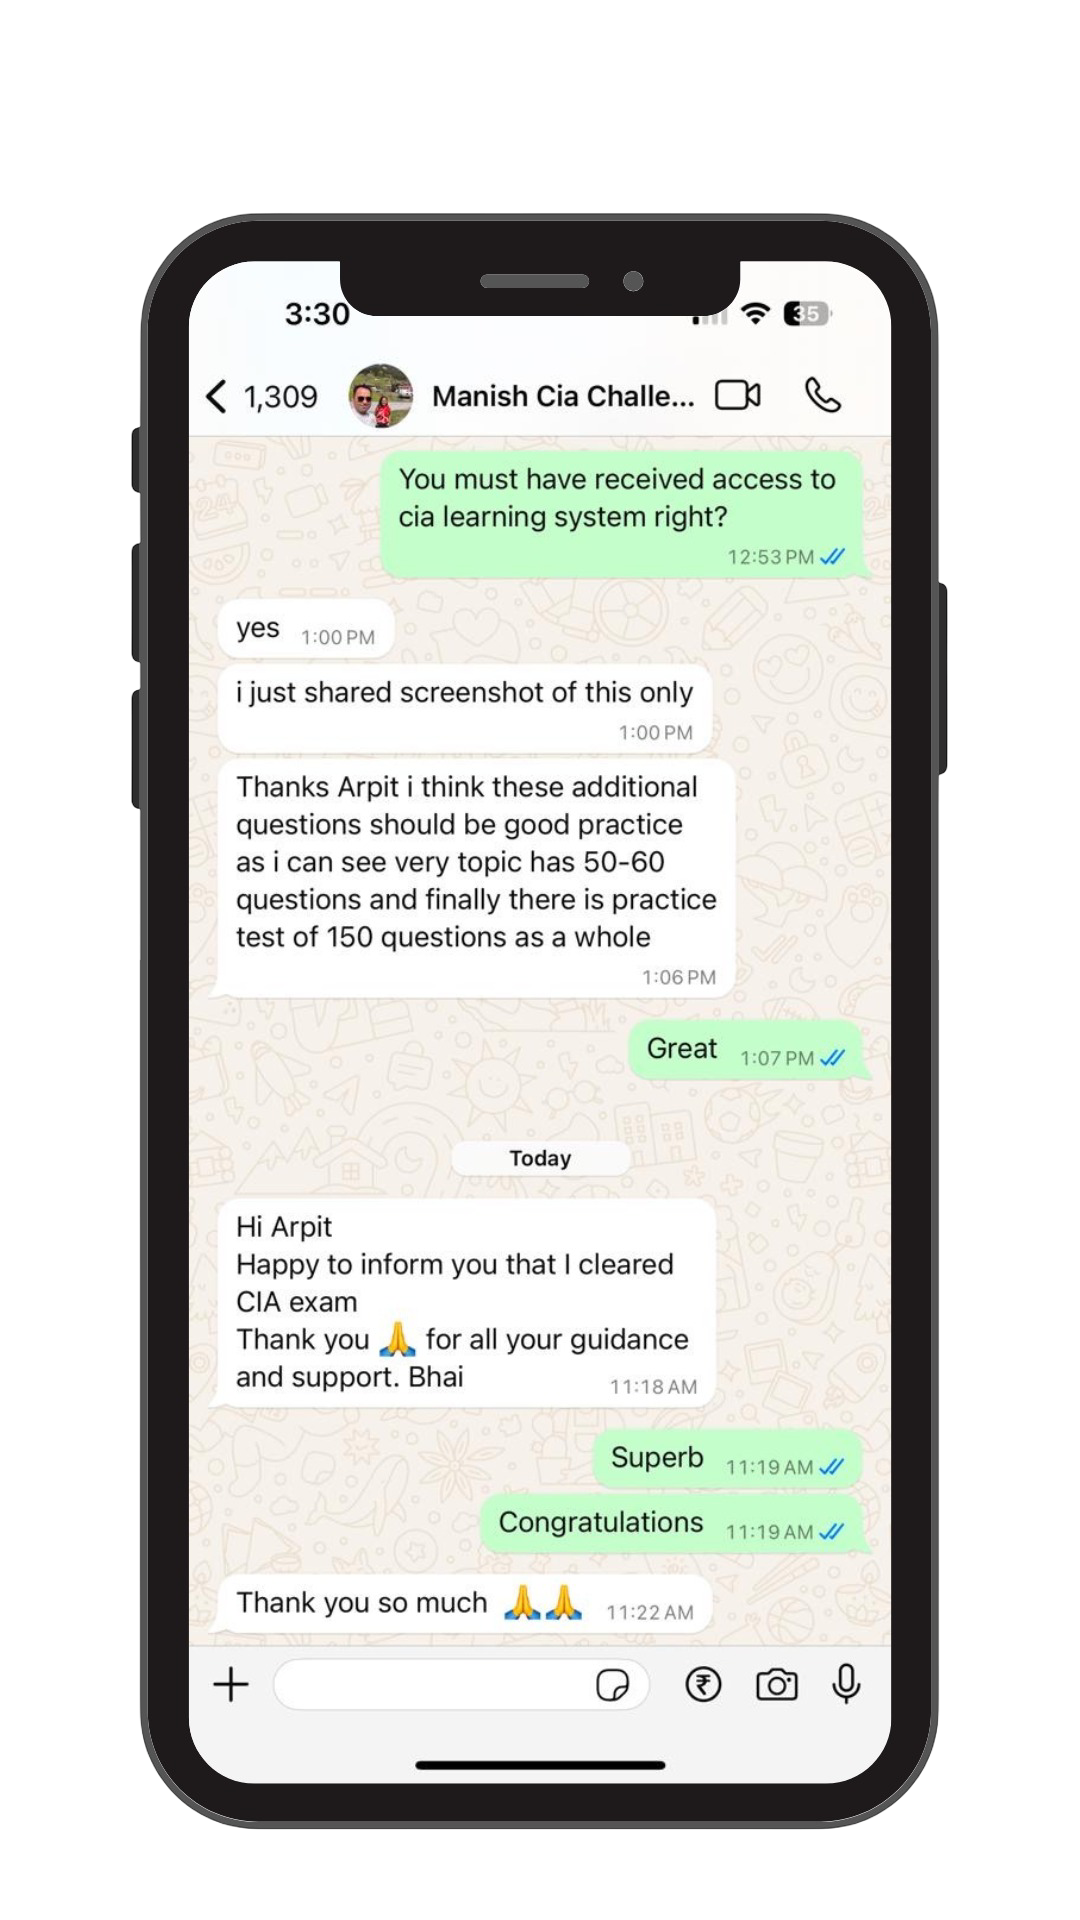 3:30
35
1,309
Manish Cia Challe...
You must have received access to
cia learning system right?
12:53 PM
yes
1:00 PM
i just shared screenshot of this only
1:00 PM
Thanks Arpit i think these additional
questions should be good practice
as i can see very topic has 50-60
questions and finally there is practice
test of 150 questions as a whole
1:06 PM
Great
1:07 PM
Today
Hi Arpit
Happy to inform you that I cleared
CIA exam
Thank you 🙏 for all your guidance
and support. Bhai
11:18 AM
Superb
11:19 AM
Congratulations
11:19 AM
Thank you so much 🙏🙏
11:22 AM
₹